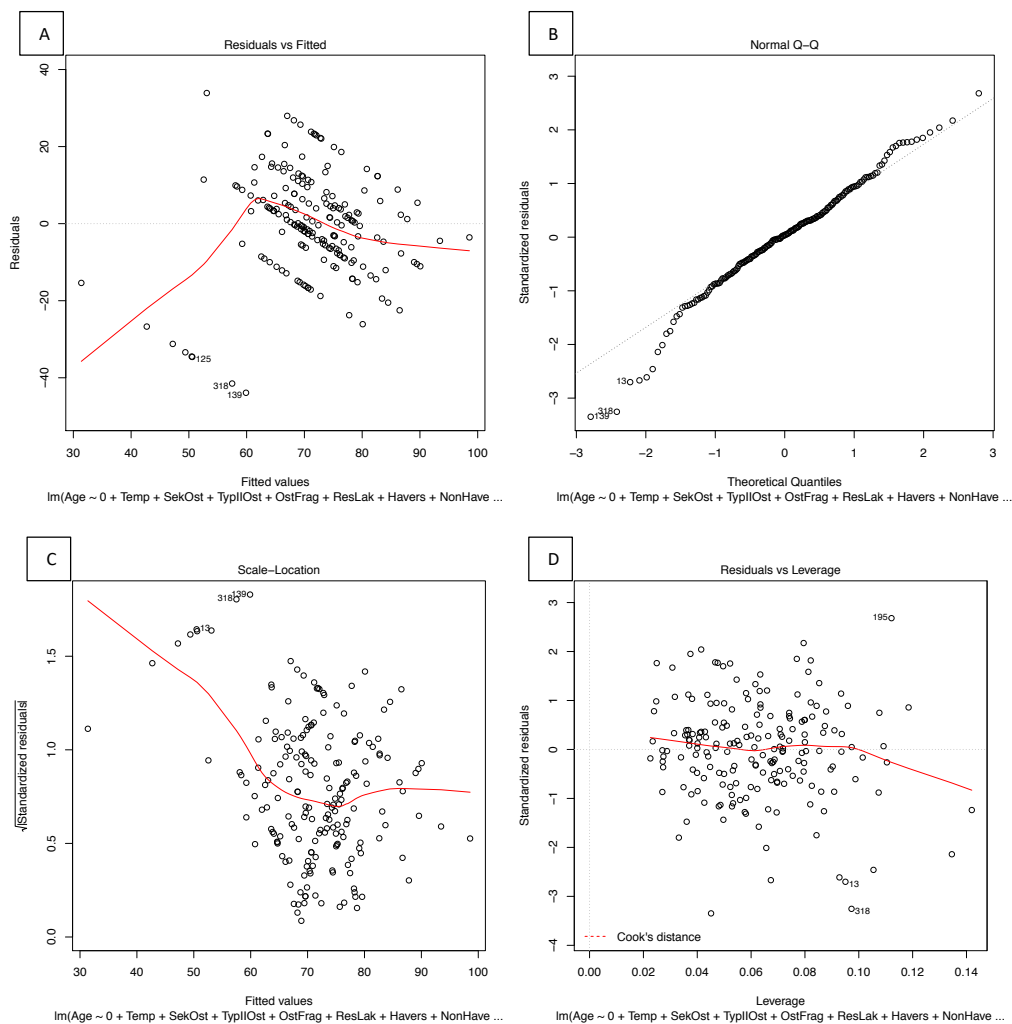 A
Residuals vs Fitted
40
20
0
−20
−40
Residuals
125
318
139
30 40 50 60 70 80 90 100
Fitted values
lm(Age ~ 0 + Temp + SekOst + TypIIOst + OstFrag + ResLak + Havers + NonHave ...
B
Normal Q−Q
3
2
1
0
−1
−2
−3
Standardized residuals
13
318
139
−3 −2 −1 0 1 2 3
Theoretical Quantiles
lm(Age ~ 0 + Temp + SekOst + TypIIOst + OstFrag + ResLak + Havers + NonHave ...
C
Scale−Location
1.5
1.0
0.5
0.0
√|Standardized residuals|
318
139
13
30 40 50 60 70 80 90 100
Fitted values
lm(Age ~ 0 + Temp + SekOst + TypIIOst + OstFrag + ResLak + Havers + NonHave ...
D
Residuals vs Leverage
3
2
1
0
−1
−2
−3
−4
Standardized residuals
195
13
318
Cook's distance
0.00 0.02 0.04 0.06 0.08 0.10 0.12 0.14
Leverage
lm(Age ~ 0 + Temp + SekOst + TypIIOst + OstFrag + ResLak + Havers + NonHave ...